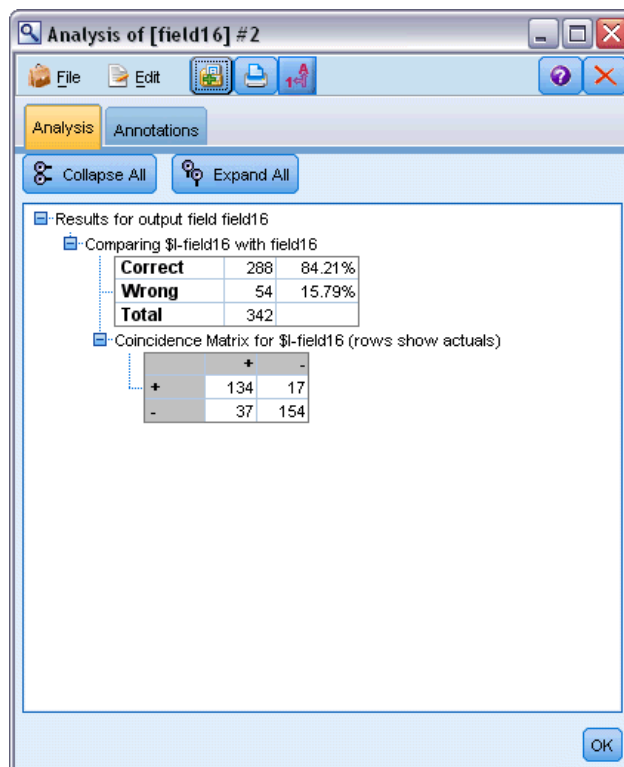 Analysis of [field16] #2
File Edit
Analysis Annotations
Collapse All Expand All
Results for output field field16
Comparing $I-field16 with field16
Correct 288 84.21%
Wrong 54 15.79%
Total 342
Coincidence Matrix for $I-field16 (rows show actuals)
+ -
+ 134 17
- 37 154
OK